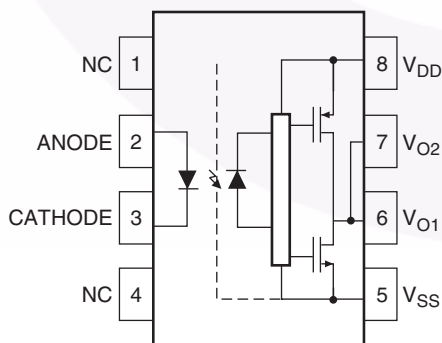 NC 1
ANODE 2
CATHODE 3
NC 4
8 VDD
7 VO2
6 VO1
5 VSS